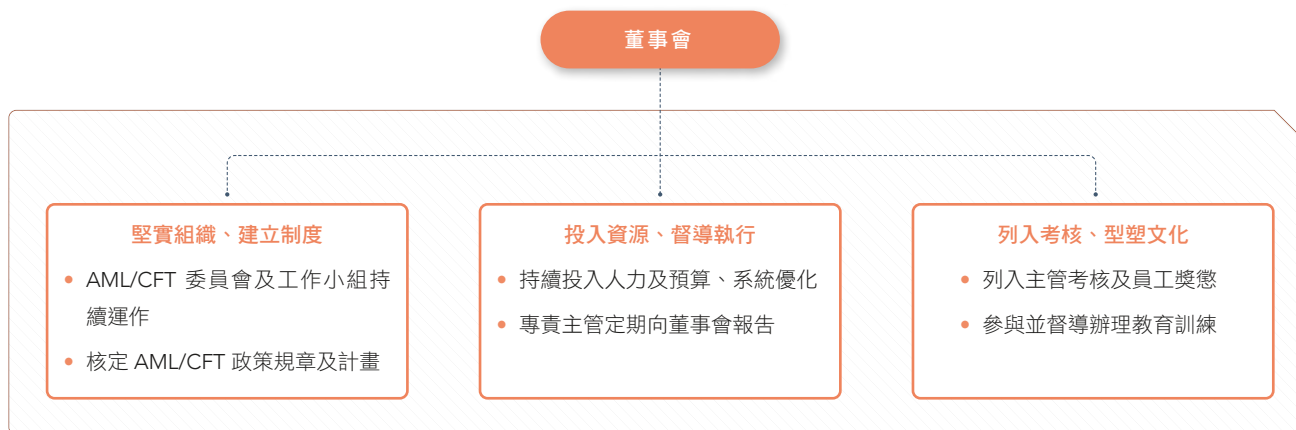 董事會
堅實組織、建立制度
AML/CFT 委員會及工作小組持
續運作
核定 AML/CFT 政策規章及計畫
投入資源、督導執行
持續投入人力及預算、系統優化
專責主管定期向董事會報告
列入考核、型塑文化
列入主管考核及員工獎懲
參與並督導辦理教育訓練